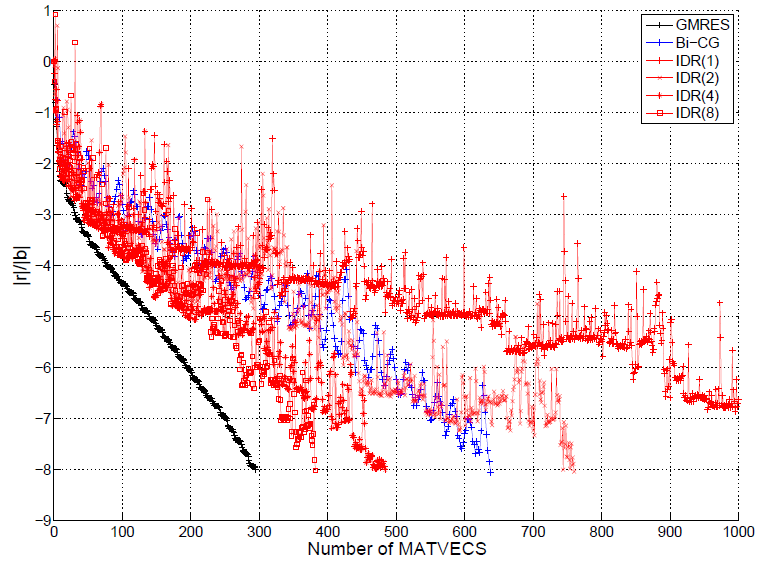 1
0
−1
−2
−3
−4
−5
−6
−7
−8
−9
|r|/|b|
0
100
200
300
400
500
600
700
800
900
1000
Number of MATVECS
GMRES
Bi−CG
IDR(1)
IDR(2)
IDR(4)
IDR(8)